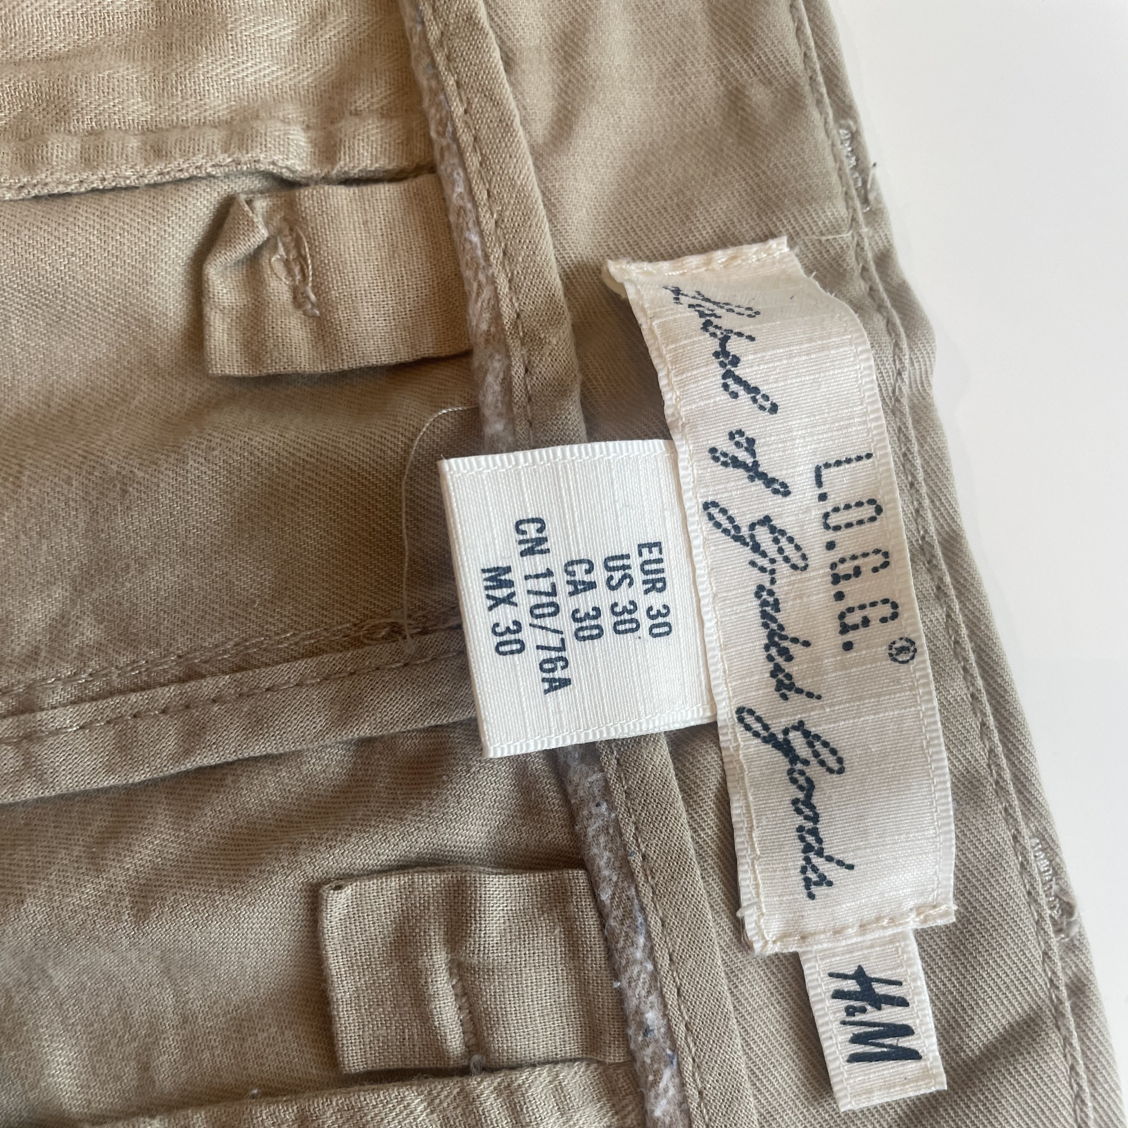 L.O.G.G.®
Label of Graded Goods
EUR 30
US 30
CA 30
CN 170/76A
MX 30
H&M